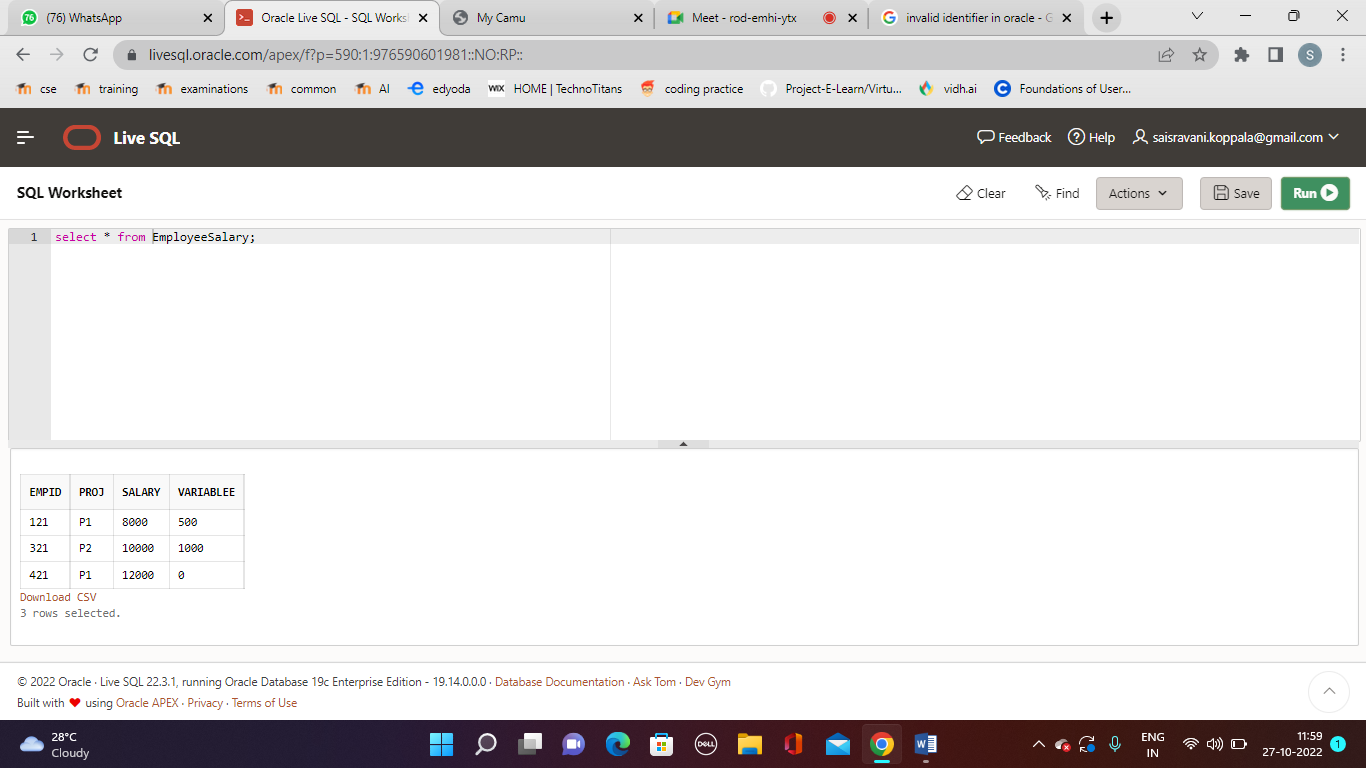 76 (76) WhatsApp Oracle Live SQL - SQL Works My Camu Meet - rod-emhi-ytx invalid identifier in oracle - G
livesql.oracle.com/apex/f?p=590:1:976590601981::NO:RP:: S
cse training examinations common AI edyoda WIX HOME | TechnoTitans coding practice Project-E-Learn/Virtu... vidh.ai Foundations of User...
Live SQL Feedback Help saisravani.koppala@gmail.com
SQL Worksheet Clear Find Actions Save Run
1 select * from EmployeeSalary;
EMPID PROJ SALARY VARIABLEE
121 P1 8000 500
321 P2 10000 1000
421 P1 12000 0
Download CSV
3 rows selected.
© 2022 Oracle · Live SQL 22.3.1, running Oracle Database 19c Enterprise Edition - 19.14.0.0.0 · Database Documentation · Ask Tom · Dev Gym
Built with ❤ using Oracle APEX · Privacy · Terms of Use
28°C
Cloudy
DELL
ENG
IN
11:59
27-10-2022
1